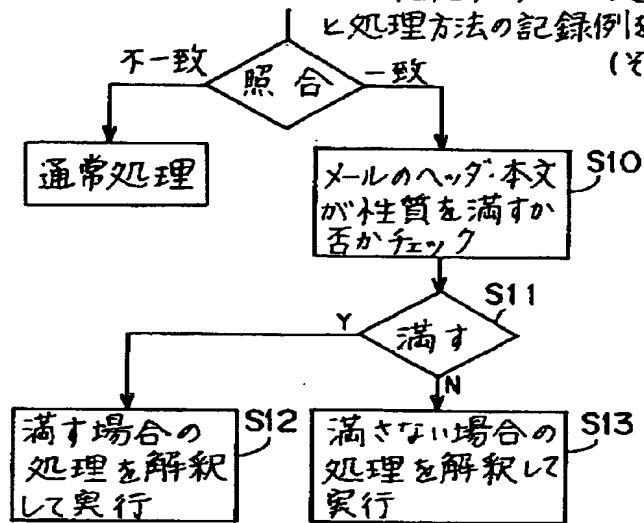 と処理方法の記録例を
(そ
不一致
照合
一致
通常処理
S10
メールのヘッダ・本文
が性質を満すか
否かチェック
S11
Y
満す
N
S12
満す場合の
処理を解釈
して実行
S13
満さない場合の
処理を解釈して
実行